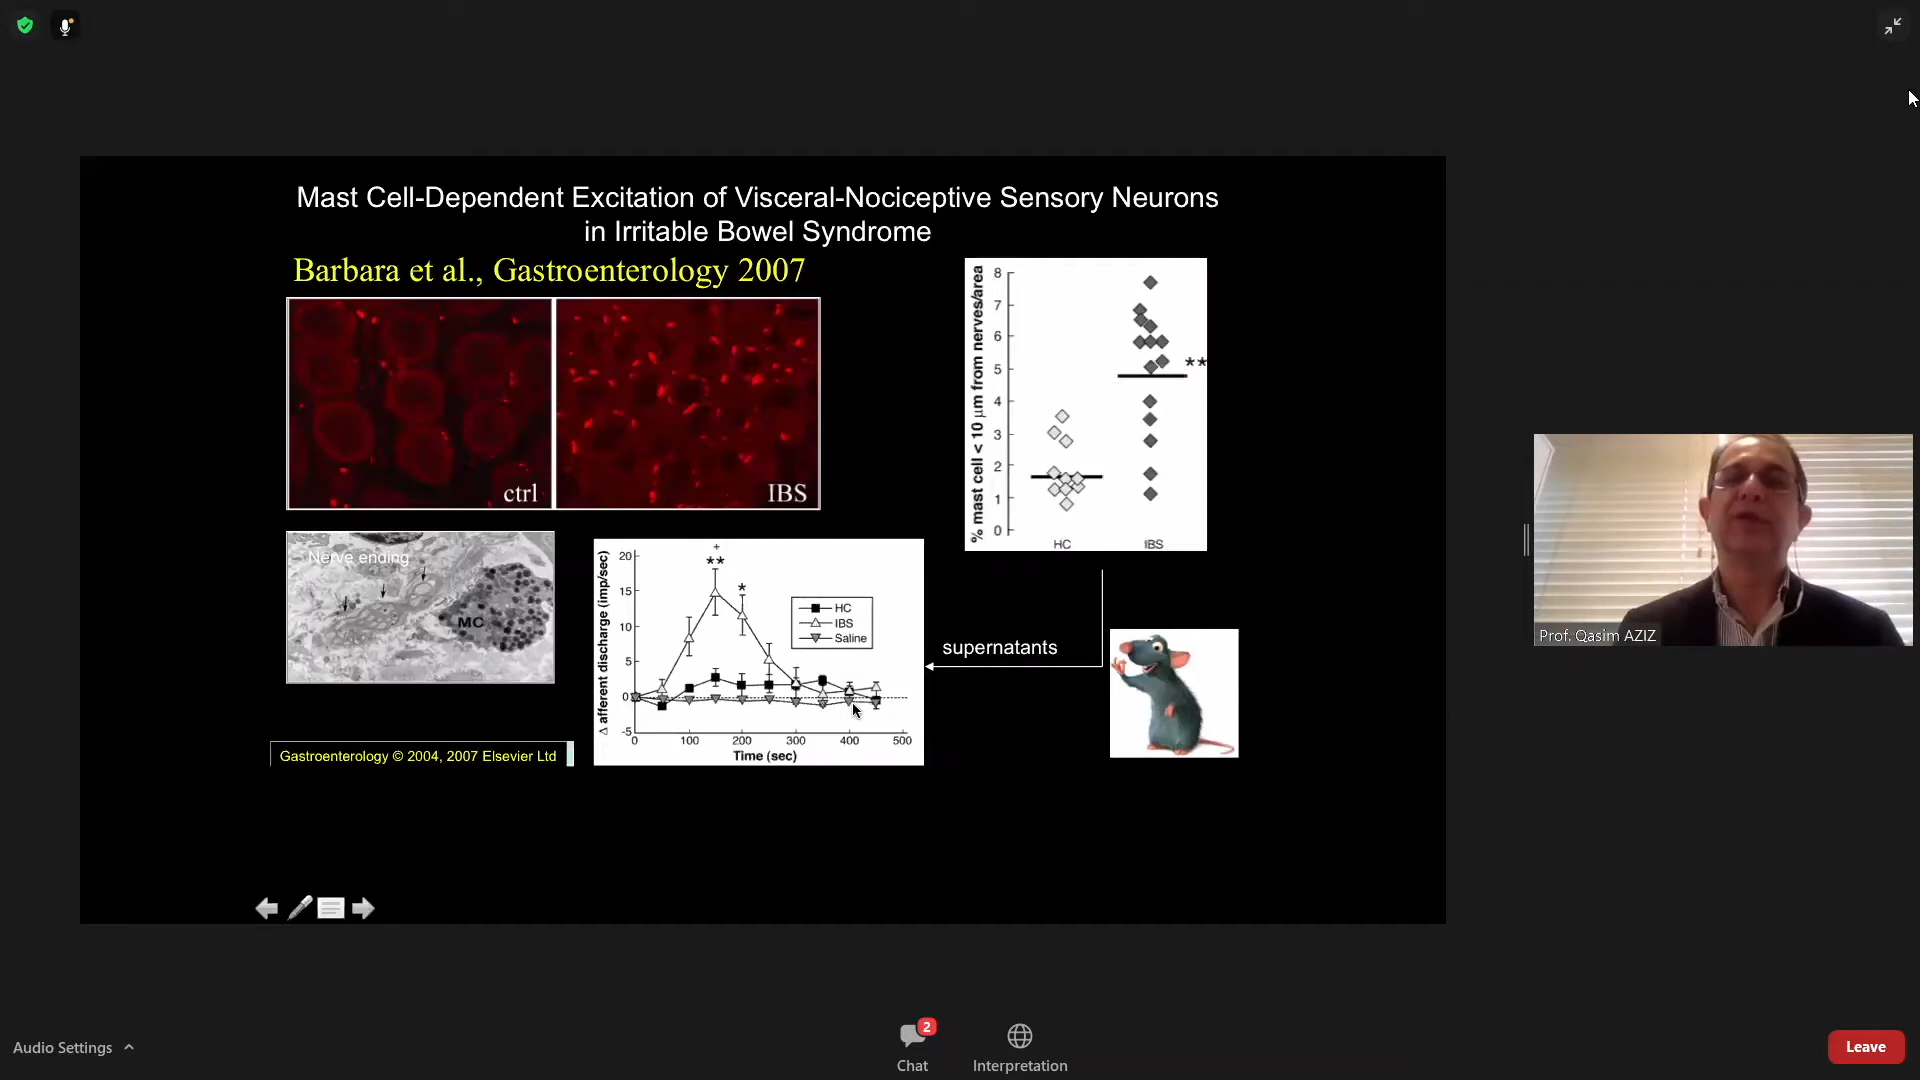 Mast Cell-Dependent Excitation of Visceral-Nociceptive Sensory Neurons
in Irritable Bowel Syndrome
Barbara et al., Gastroenterology 2007
ctrl
IBS
% mast cell < 10 µm from nerves/area
8
7
6
5
4
3
2
1
0
**
HC
IBS
Nerve ending
MC
Δ afferent discharge (imp/sec)
20
15
10
5
0
-5
+
**
*
HC
IBS
Saline
0
100
200
300
400
500
Time (sec)
supernatants
Gastroenterology © 2004, 2007 Elsevier Ltd
Prof. Qasim AZIZ
Audio Settings
2
Chat
Interpretation
Leave